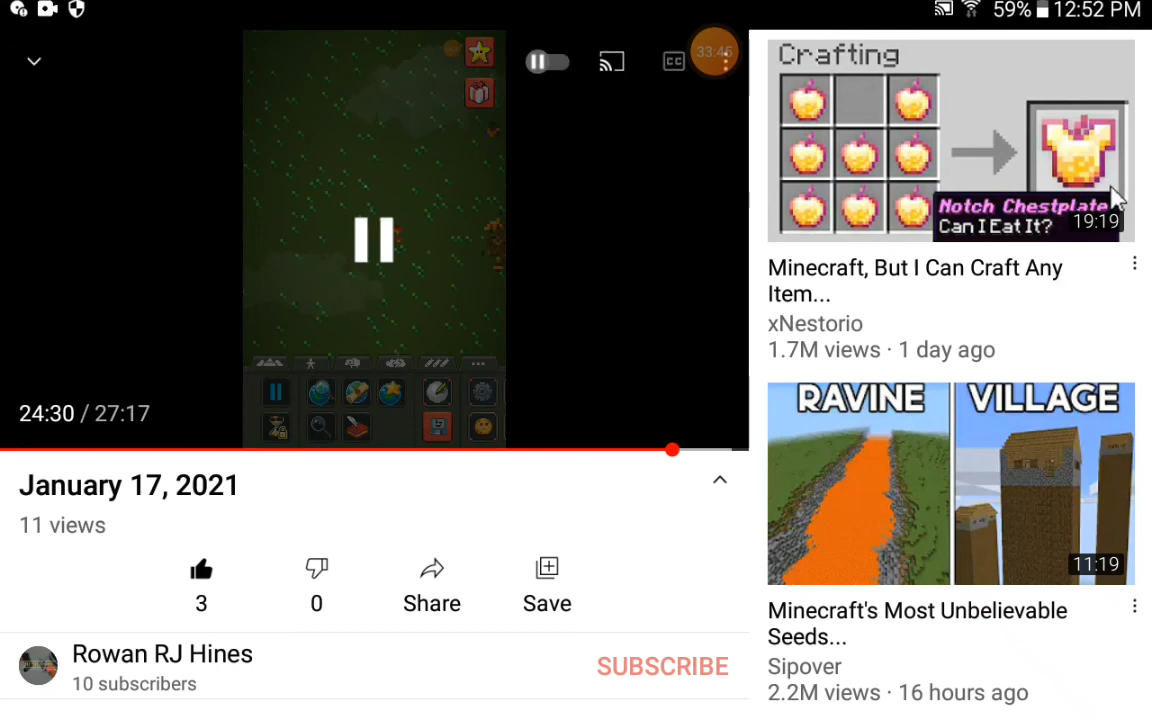 59% 12:52 PM
33:45
CC
24:30 / 27:17
January 17, 2021
11 views
3
0
Share
Save
Rowan RJ Hines
10 subscribers
SUBSCRIBE
Crafting
Notch Chestplate
Can I Eat It?
19:19
Minecraft, But I Can Craft Any
Item...
xNestorio
1.7M views · 1 day ago
RAVINE VILLAGE
11:19
Minecraft's Most Unbelievable
Seeds...
Sipover
2.2M views · 16 hours ago